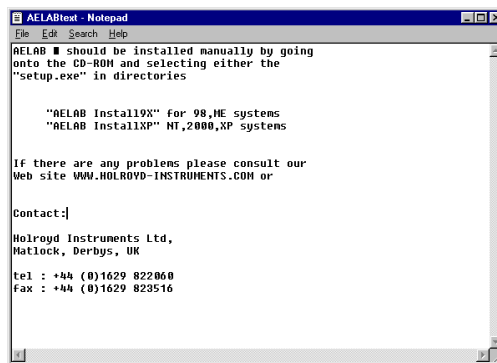 AELABtext - Notepad
File Edit Search Help
AELAB ■ should be installed manually by going
onto the CD-ROM and selecting either the
"setup.exe" in directories
"AELAB Install9X" for 98,ME systems
"AELAB InstallXP" NT,2000,XP systems
If there are any problems please consult our
Web site WWW.HOLROYD-INSTRUMENTS.COM or
Contact:
Holroyd Instruments Ltd,
Matlock, Derbys, UK
tel : +44 (0)1629 822060
fax : +44 (0)1629 823516